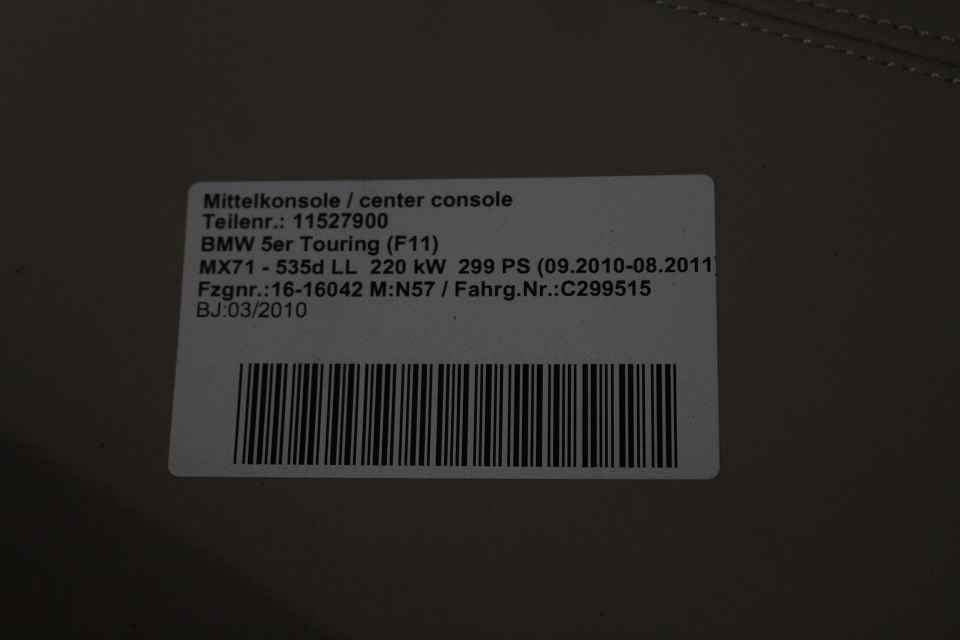 Mittelkonsole / center console
Teilenr.: 11527900
BMW 5er Touring (F11)
MX71 - 535d LL 220 kW 299 PS (09.2010-08.2011)
Fzgnr.:16-16042 M:N57 / Fahrg.Nr.:C299515
BJ:03/2010